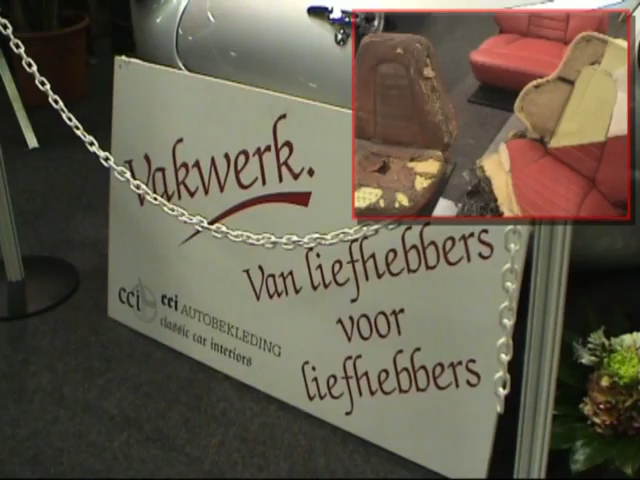 Vakwerk.
Van liefhebbers
voor
liefhebbers
cci
cci AUTOBEKLEDING
classic car interiors